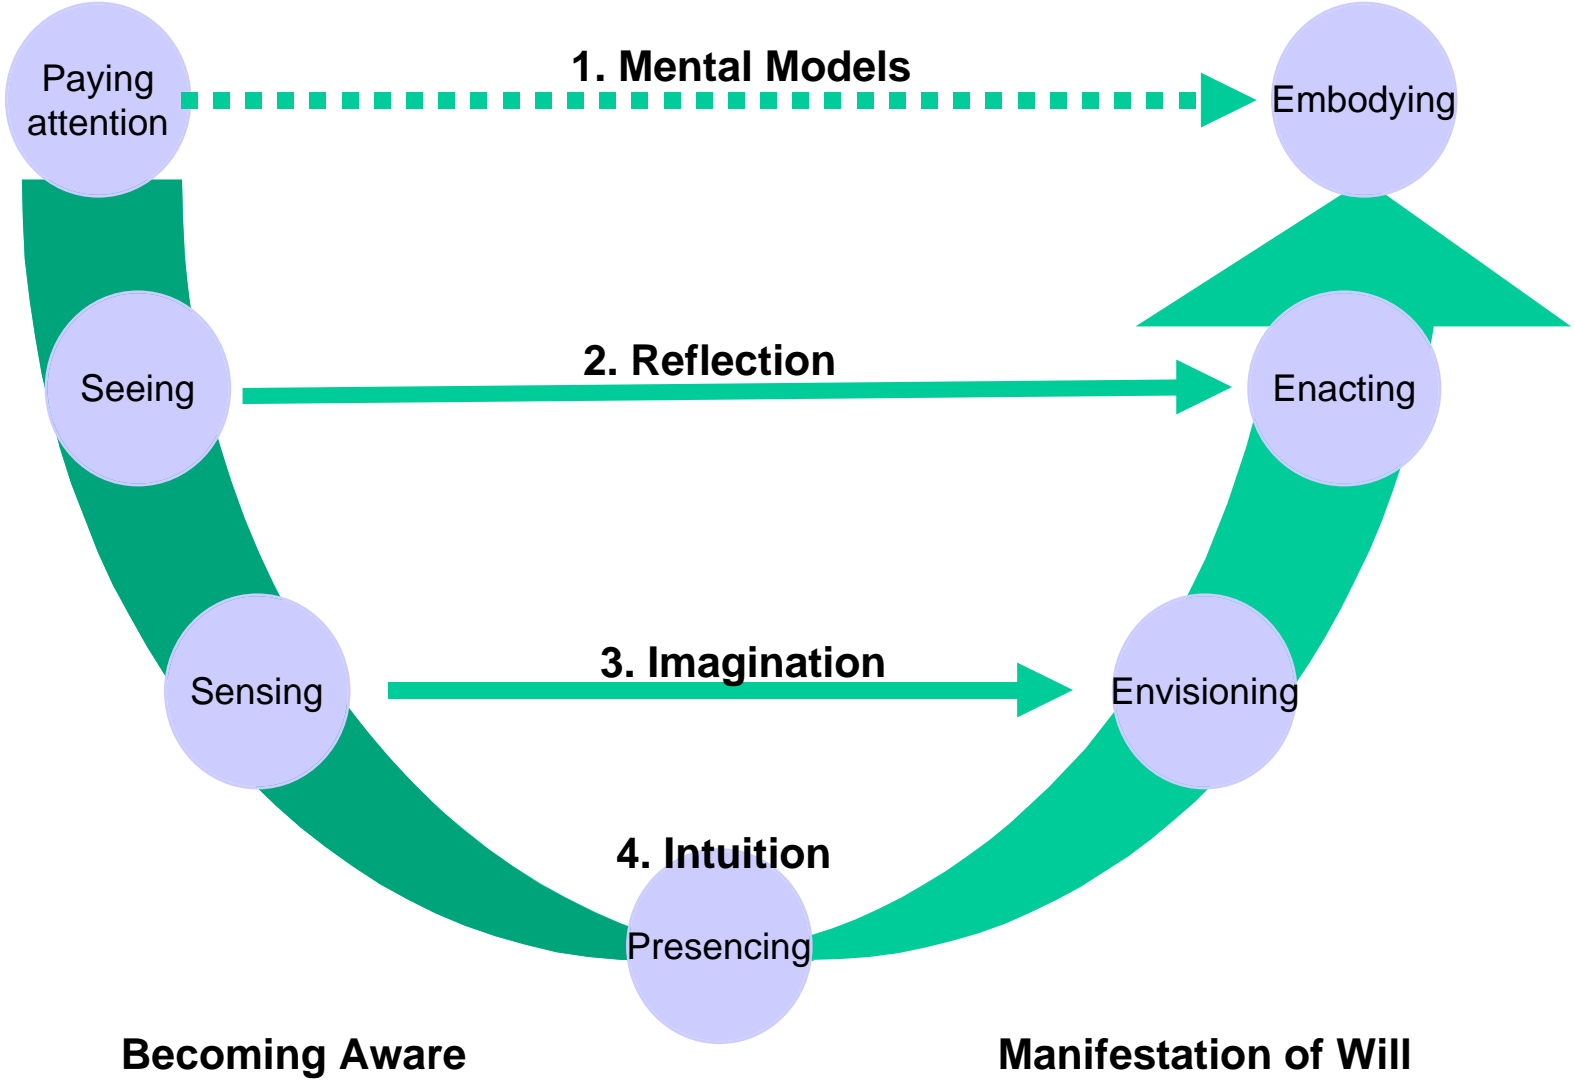 1. Mental Models
Paying
attention
Embodying
2. Reflection
Seeing
Enacting
3. Imagination
Sensing
Envisioning
4. Intuition
Presencing
Becoming Aware
Manifestation of Will